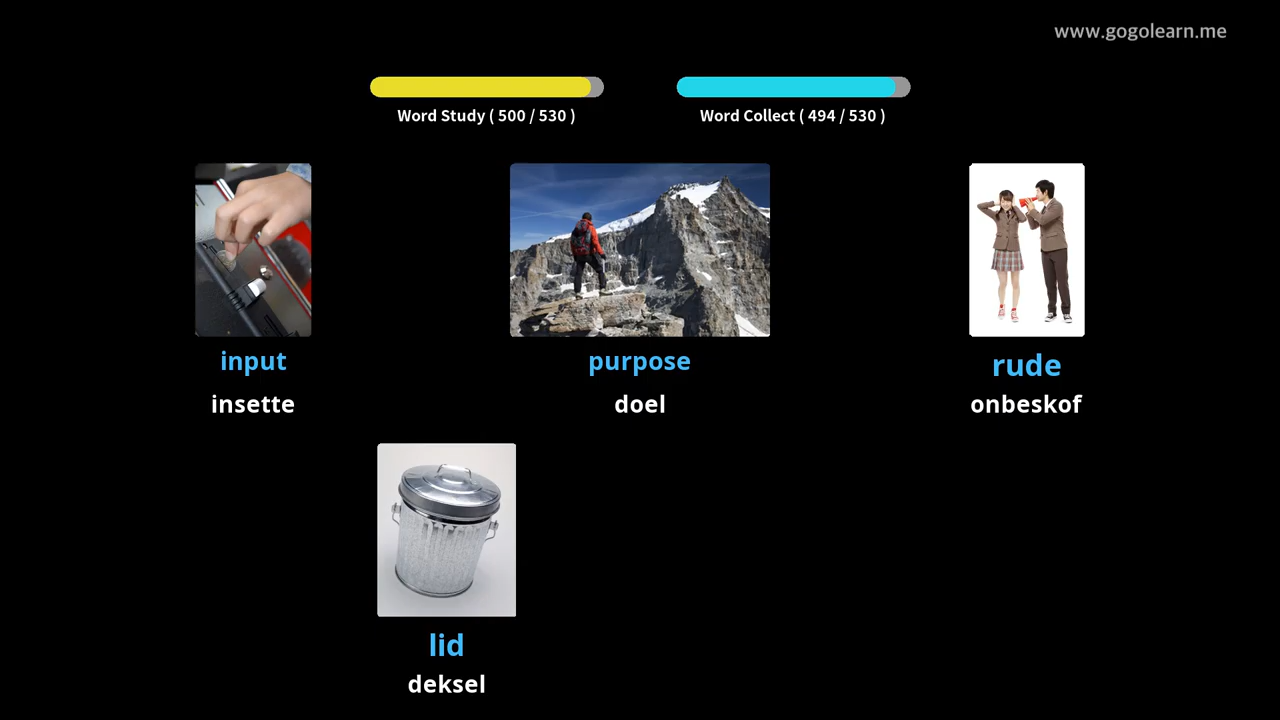 www.gogolearn.me
Word Study ( 500 / 530 )
Word Collect ( 494 / 530 )
input
insette
purpose
doel
rude
onbeskof
lid
deksel